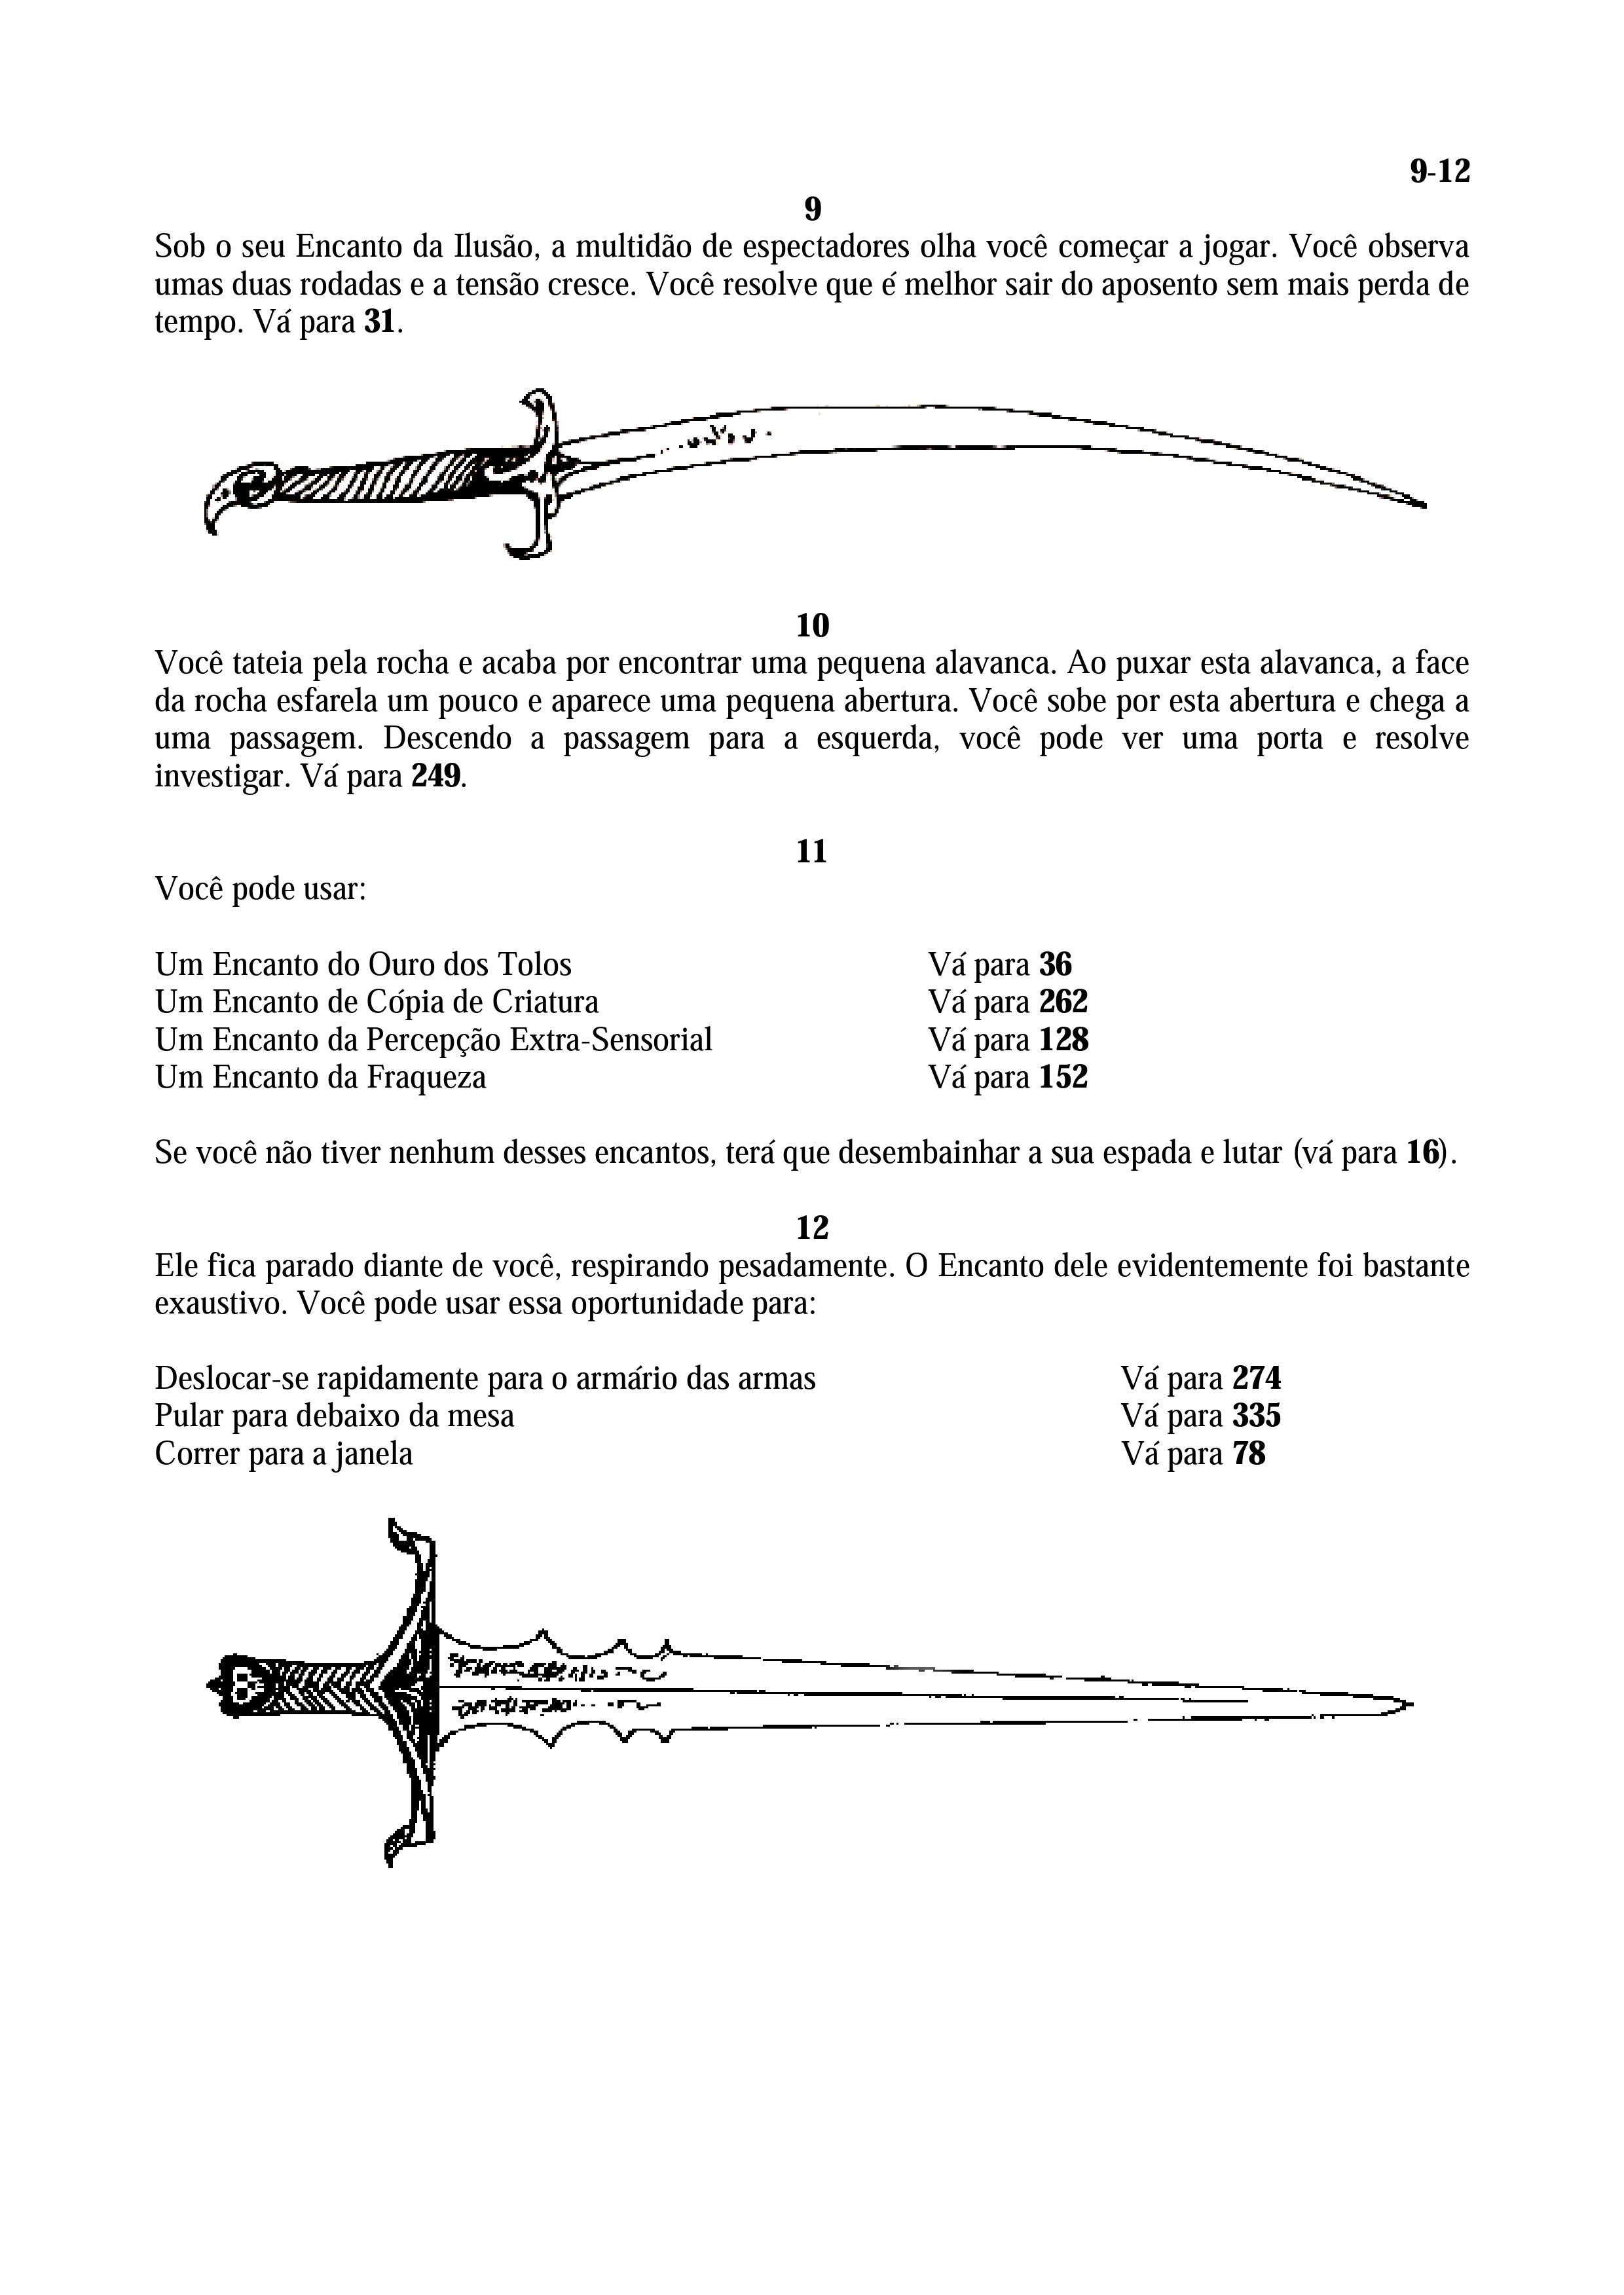 9-12
9
Sob o seu Encanto da Ilusão, a multidão de espectadores olha você começar a jogar. Você observa
umas duas rodadas e a tensão cresce. Você resolve que é melhor sair do aposento sem mais perda de
tempo. Vá para 31.
10
Você tateia pela rocha e acaba por encontrar uma pequena alavanca. Ao puxar esta alavanca, a face
da rocha esfarela um pouco e aparece uma pequena abertura. Você sobe por esta abertura e chega a
uma passagem. Descendo a passagem para a esquerda, você pode ver uma porta e resolve
investigar. Vá para 249.
11
Você pode usar:
Um Encanto do Ouro dos Tolos Vá para 36
Um Encanto de Cópia de Criatura Vá para 262
Um Encanto da Percepção Extra-Sensorial Vá para 128
Um Encanto da Fraqueza Vá para 152
Se você não tiver nenhum desses encantos, terá que desembainhar a sua espada e lutar (vá para 16).
12
Ele fica parado diante de você, respirando pesadamente. O Encanto dele evidentemente foi bastante
exaustivo. Você pode usar essa oportunidade para:
Deslocar-se rapidamente para o armário das armas Vá para 274
Pular para debaixo da mesa Vá para 335
Correr para a janela Vá para 78